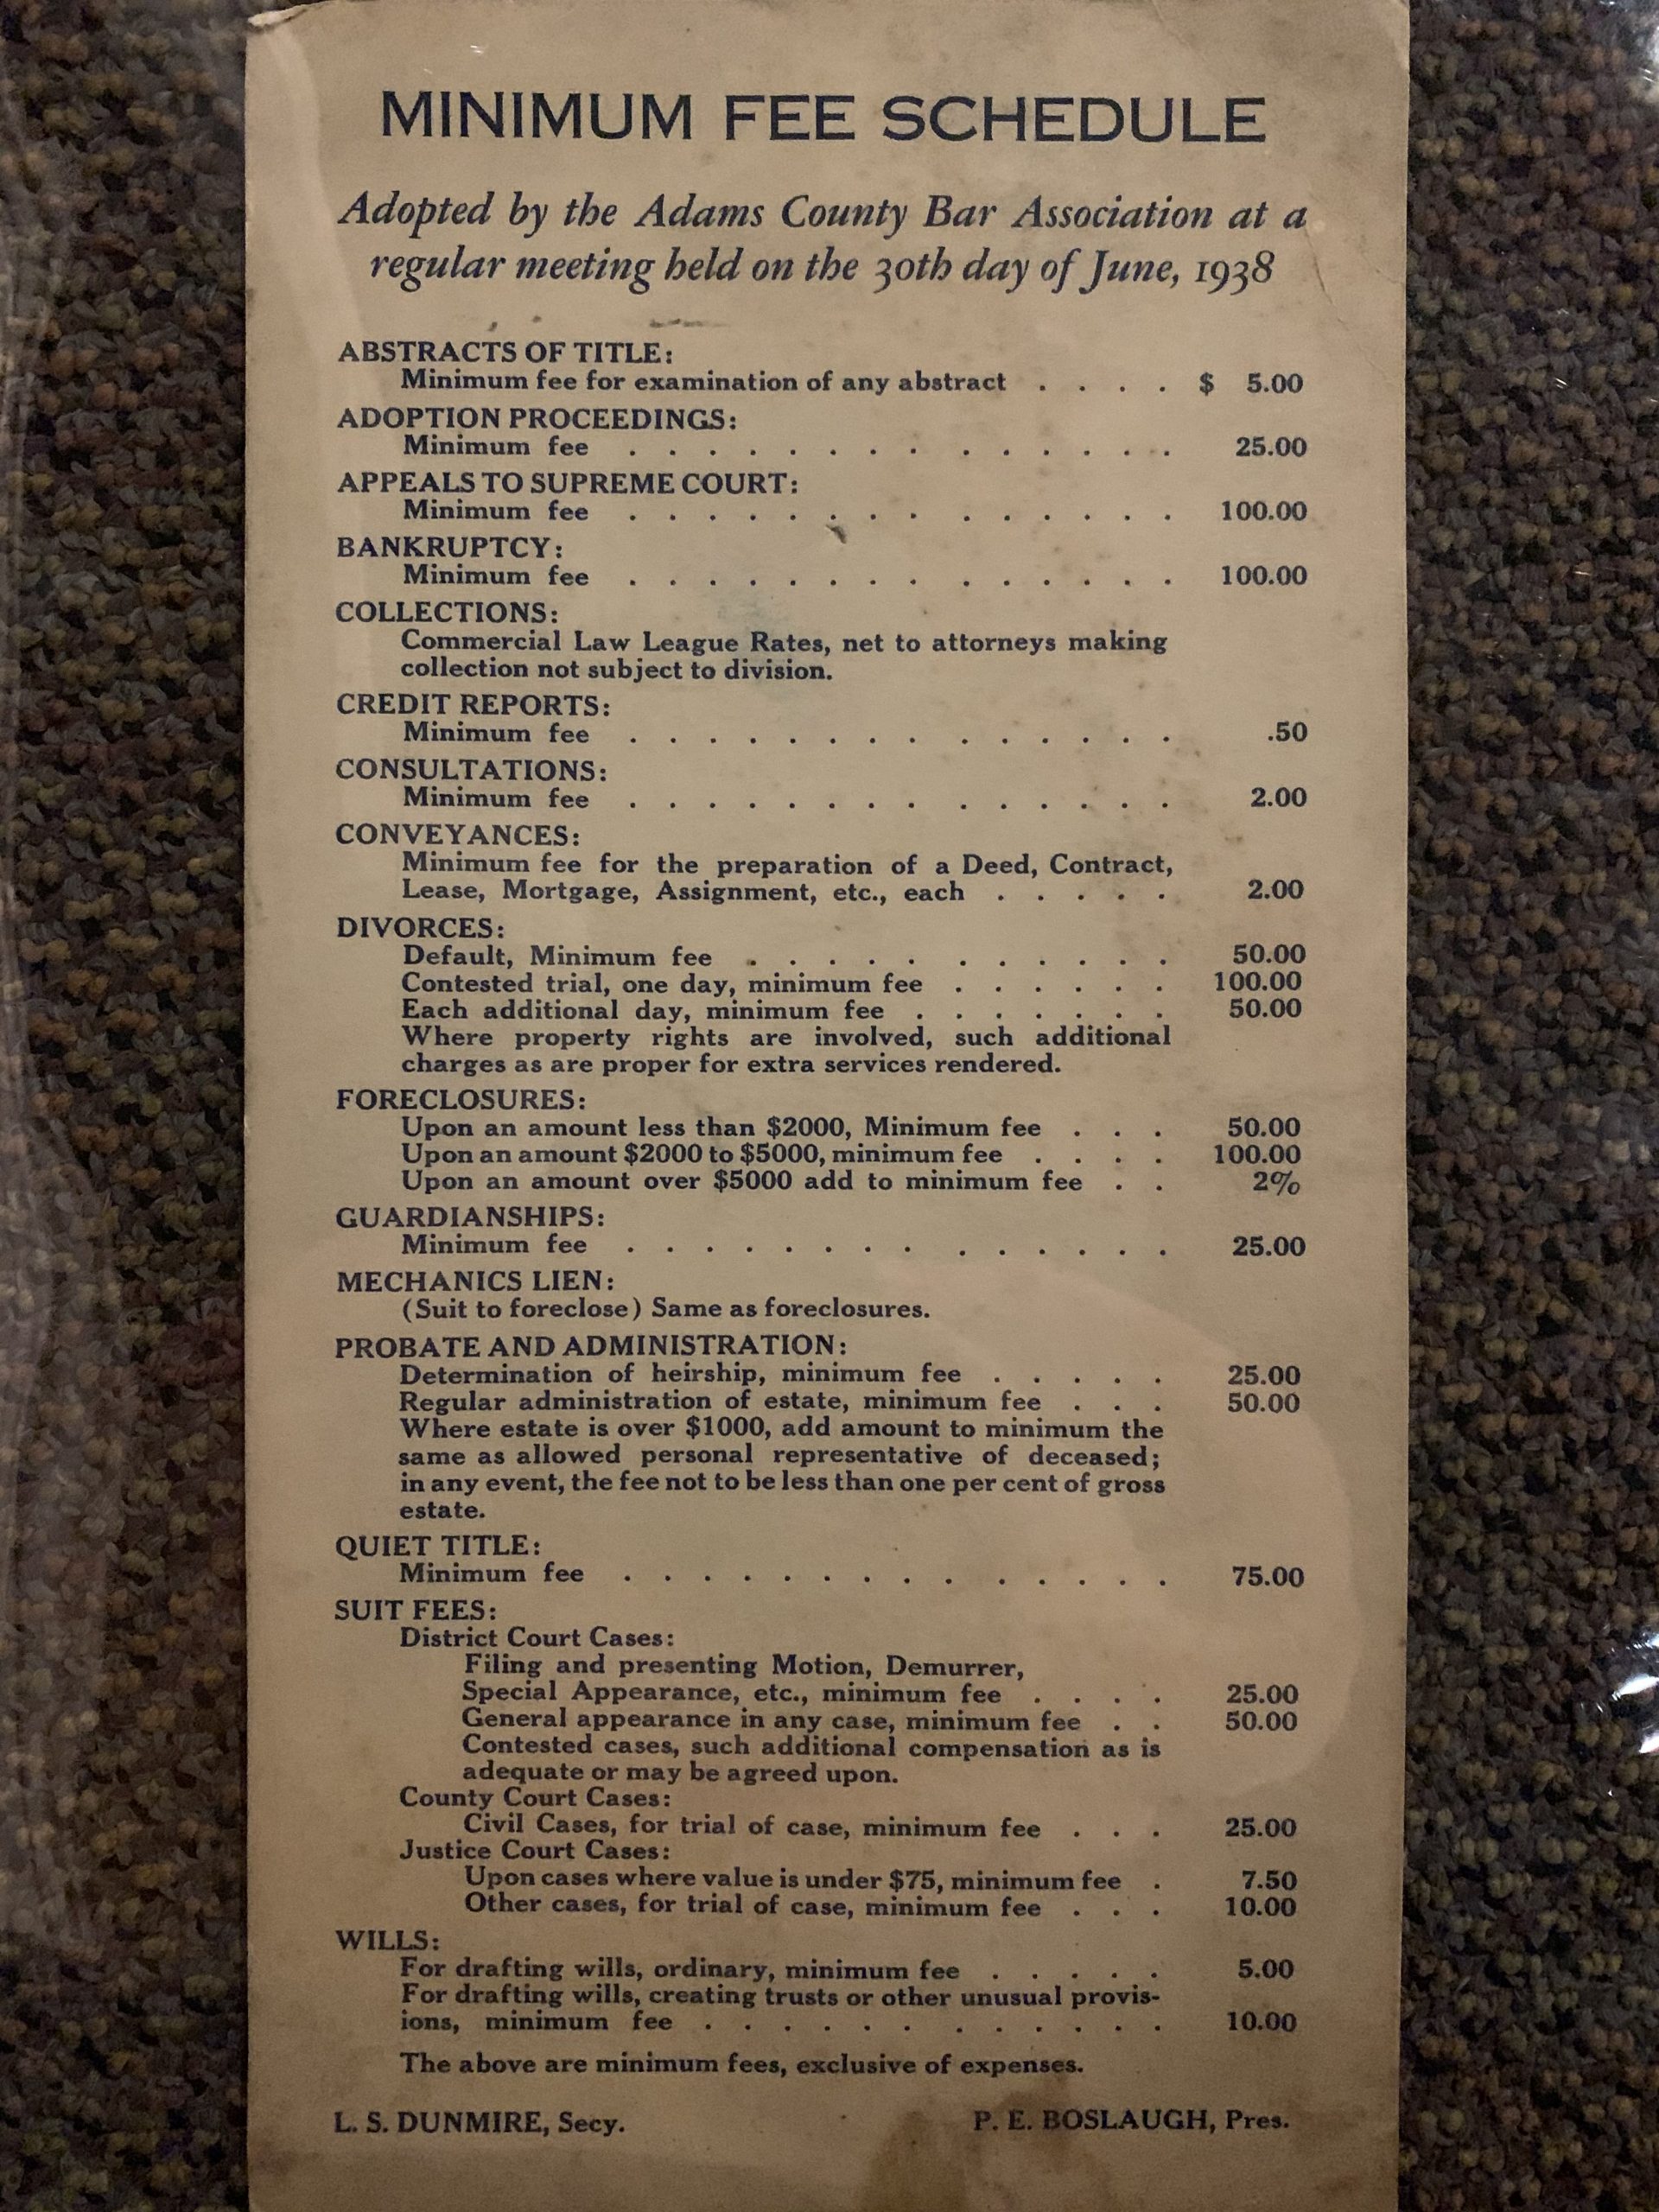 MINIMUM FEE SCHEDULE
Adopted by the Adams County Bar Association at a
regular meeting held on the 30th day of June, 1938
ABSTRACTS OF TITLE:
Minimum fee for examination of any abstract . . . . $ 5.00
ADOPTION PROCEEDINGS:
Minimum fee . . . . . . . . . . . . . . 25.00
APPEALS TO SUPREME COURT:
Minimum fee . . . . . . . . . . . . . . 100.00
BANKRUPTCY:
Minimum fee . . . . . . . . . . . . . . 100.00
COLLECTIONS:
Commercial Law League Rates, net to attorneys making
collection not subject to division.
CREDIT REPORTS:
Minimum fee . . . . . . . . . . . . . . .50
CONSULTATIONS:
Minimum fee . . . . . . . . . . . . . . 2.00
CONVEYANCES:
Minimum fee for the preparation of a Deed, Contract,
Lease, Mortgage, Assignment, etc., each . . . . . 2.00
DIVORCES:
Default, Minimum fee . . . . . . . . . . . 50.00
Contested trial, one day, minimum fee . . . . . . 100.00
Each additional day, minimum fee . . . . . . . 50.00
Where property rights are involved, such additional
charges as are proper for extra services rendered.
FORECLOSURES:
Upon an amount less than $2000, Minimum fee . . . 50.00
Upon an amount $2000 to $5000, minimum fee . . . . 100.00
Upon an amount over $5000 add to minimum fee . . 2%
GUARDIANSHIPS:
Minimum fee . . . . . . . . . . . . . . 25.00
MECHANICS LIEN:
(Suit to foreclose) Same as foreclosures.
PROBATE AND ADMINISTRATION:
Determination of heirship, minimum fee . . . . . 25.00
Regular administration of estate, minimum fee . . . 50.00
Where estate is over $1000, add amount to minimum the
same as allowed personal representative of deceased;
in any event, the fee not to be less than one per cent of gross
estate.
QUIET TITLE:
Minimum fee . . . . . . . . . . . . . . 75.00
SUIT FEES:
District Court Cases:
Filing and presenting Motion, Demurrer,
Special Appearance, etc., minimum fee . . . . 25.00
General appearance in any case, minimum fee . . 50.00
Contested cases, such additional compensation as is
adequate or may be agreed upon.
County Court Cases:
Civil Cases, for trial of case, minimum fee . . . 25.00
Justice Court Cases:
Upon cases where value is under $75, minimum fee . 7.50
Other cases, for trial of case, minimum fee . . . 10.00
WILLS:
For drafting wills, ordinary, minimum fee . . . . . 5.00
For drafting wills, creating trusts or other unusual provis-
ions, minimum fee . . . . . . . . . . . . 10.00
The above are minimum fees, exclusive of expenses.
L. S. DUNMIRE, Secy. P. E. BOSLAUGH, Pres.